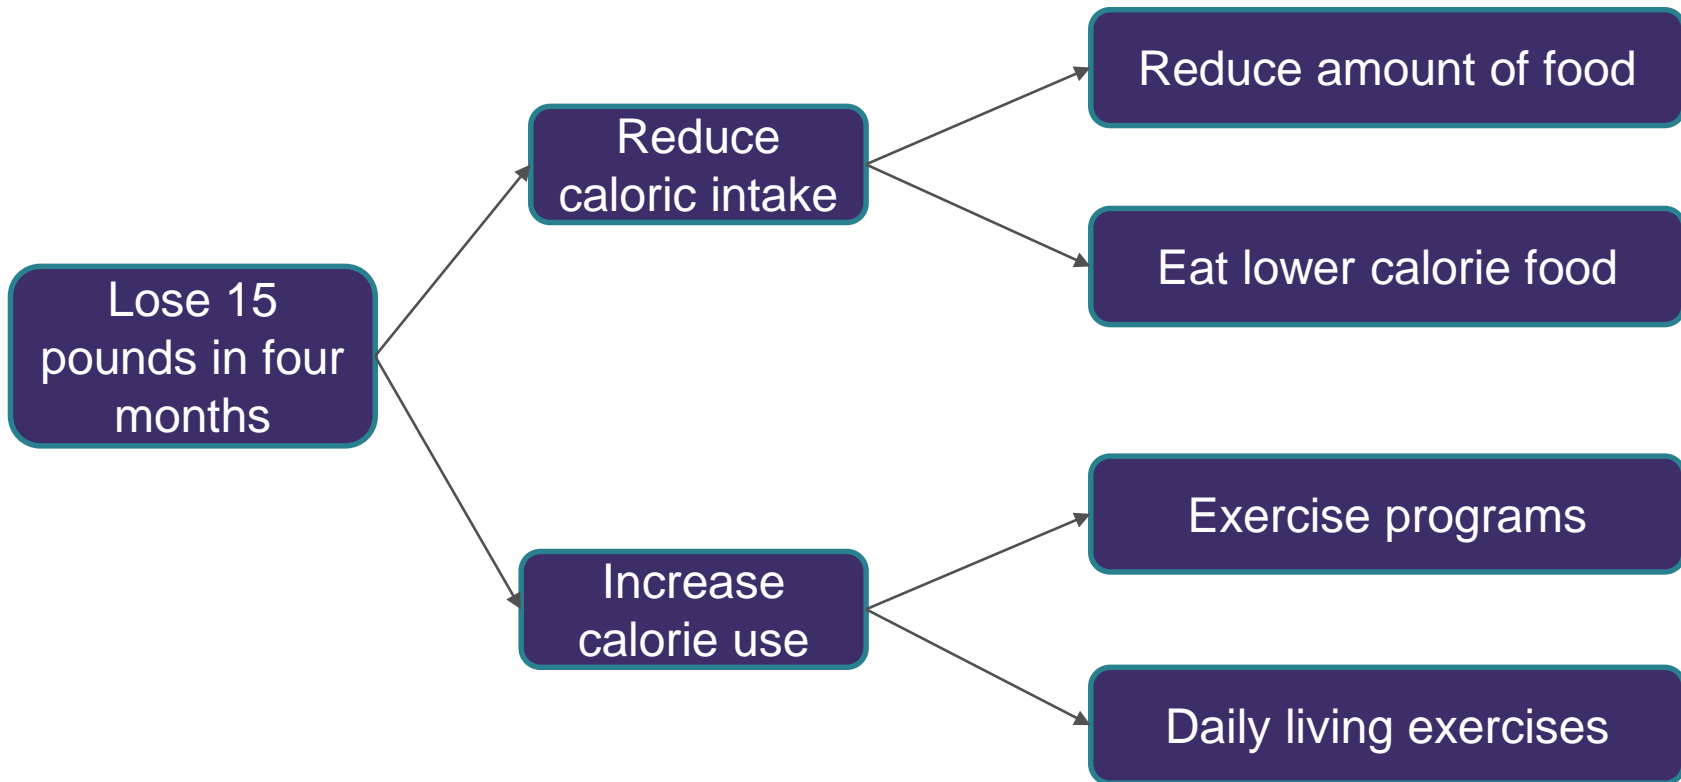 Lose 15
pounds in four
months
Reduce
caloric intake
Reduce amount of food
Eat lower calorie food
Increase
calorie use
Exercise programs
Daily living exercises